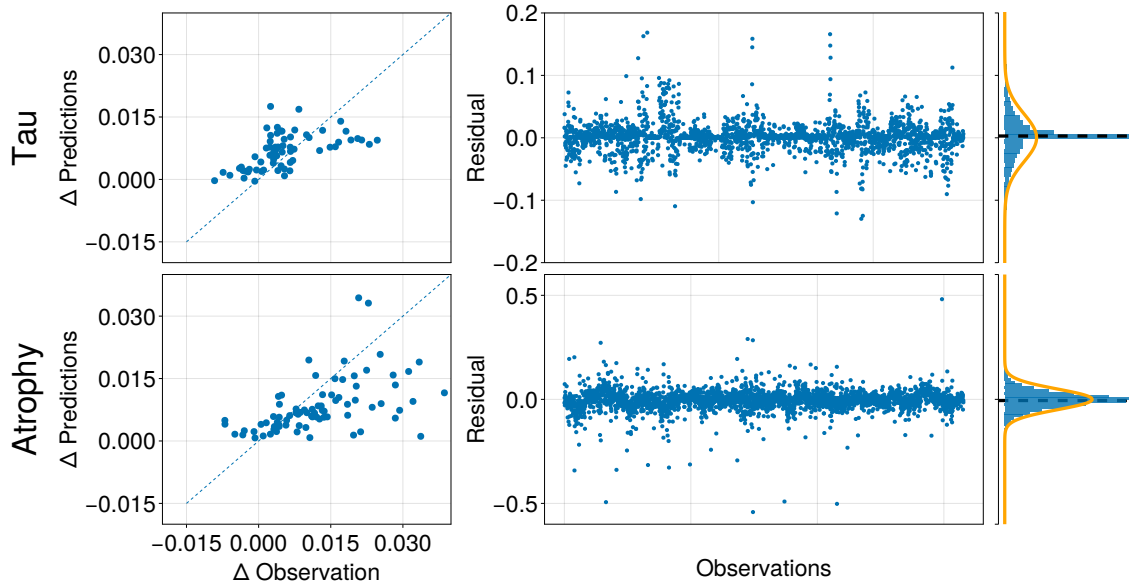 Tau
Δ Predictions
0.030
0.015
0.000
−0.015
Residual
0.2
0.1
0.0
−0.1
−0.2
Atrophy
Δ Predictions
0.030
0.015
0.000
−0.015
−0.015 0.000 0.015 0.030
Δ Observation
Residual
0.5
0.0
−0.5
Observations